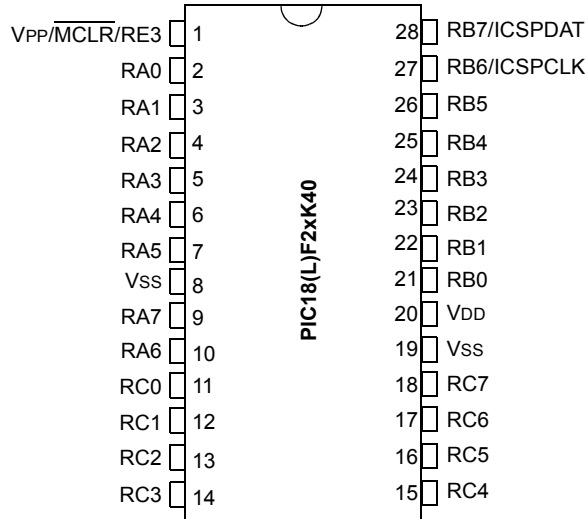 VPP/MCLR/RE3 1 28 RB7/ICSPDAT
RA0 2 27 RB6/ICSPCLK
RA1 3 26 RB5
RA2 4 25 RB4
RA3 5 24 RB3
RA4 6 23 RB2
RA5 7 22 RB1
VSS 8 21 RB0
RA7 9 20 VDD
RA6 10 19 VSS
RC0 11 18 RC7
RC1 12 17 RC6
RC2 13 16 RC5
RC3 14 15 RC4
PIC18(L)F2xK40